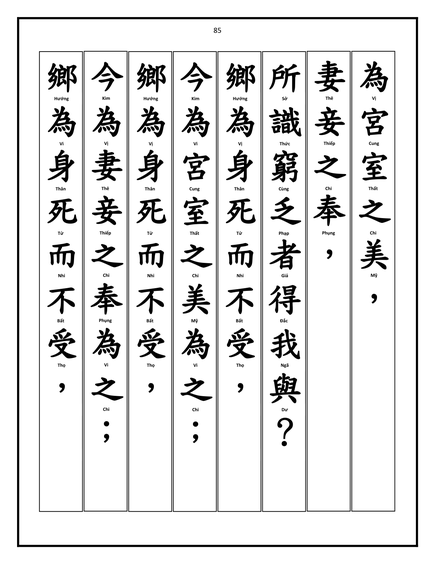 85
為宮室之美，
Vị Cung Thất Chi Mỹ
妻妾之奉，
Thê Thiếp Chi Phụng
所識窮乏者得我與？
Sở Thức Cùng Phạp Giả Đắc Ngã Dư
鄉為身死而不受，
Hướng Vị Thân Tử Nhi Bất Thọ
今為宮室之美為之；
Kim Vị Cung Thất Chi Mỹ Vi Chi
鄉為身死而不受，
Hướng Vị Thân Tử Nhi Bất Thọ
今為妻妾之奉為之；
Kim Vị Thê Thiếp Chi Phụng Vi Chi
鄉為身死而不受，
Hướng Vị Thân Tử Nhi Bất Thọ